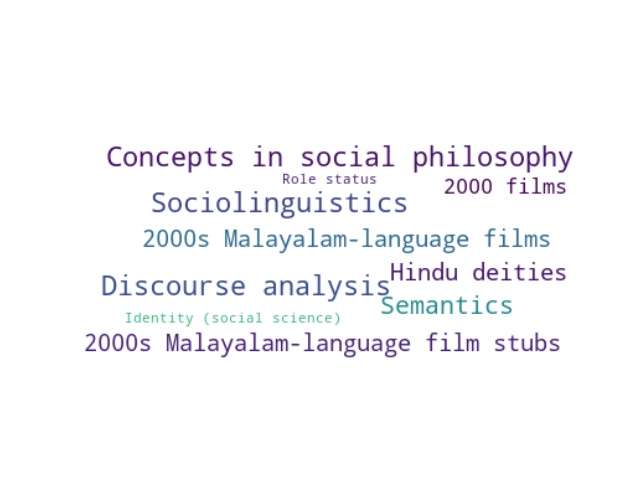 Concepts in social philosophy
Role status
2000 films
Sociolinguistics
2000s Malayalam-language films
Hindu deities
Discourse analysis
Semantics
Identity (social science)
2000s Malayalam-language film stubs